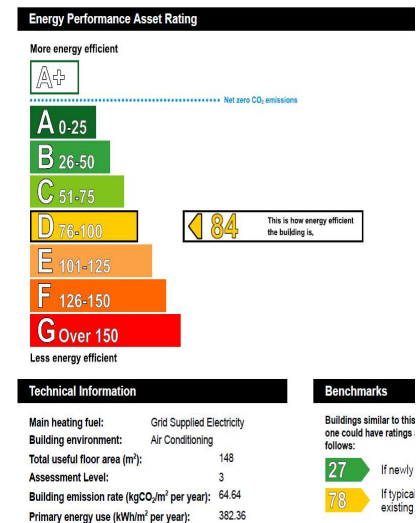 Energy Performance Asset Rating
More energy efficient
A+
Net zero CO₂ emissions
A 0-25
B 26-50
C 51-75
D 76-100
84
This is how energy efficient
the building is.
E 101-125
F 126-150
G Over 150
Less energy efficient
Technical Information
Main heating fuel: Grid Supplied Electricity
Building environment: Air Conditioning
Total useful floor area (m²): 148
Assessment Level: 3
Building emission rate (kgCO₂/m² per year): 64.64
Primary energy use (kWh/m² per year): 382.36
Benchmarks
Buildings similar to this
one could have ratings
follows:
27 If newly
78 If typical
existing